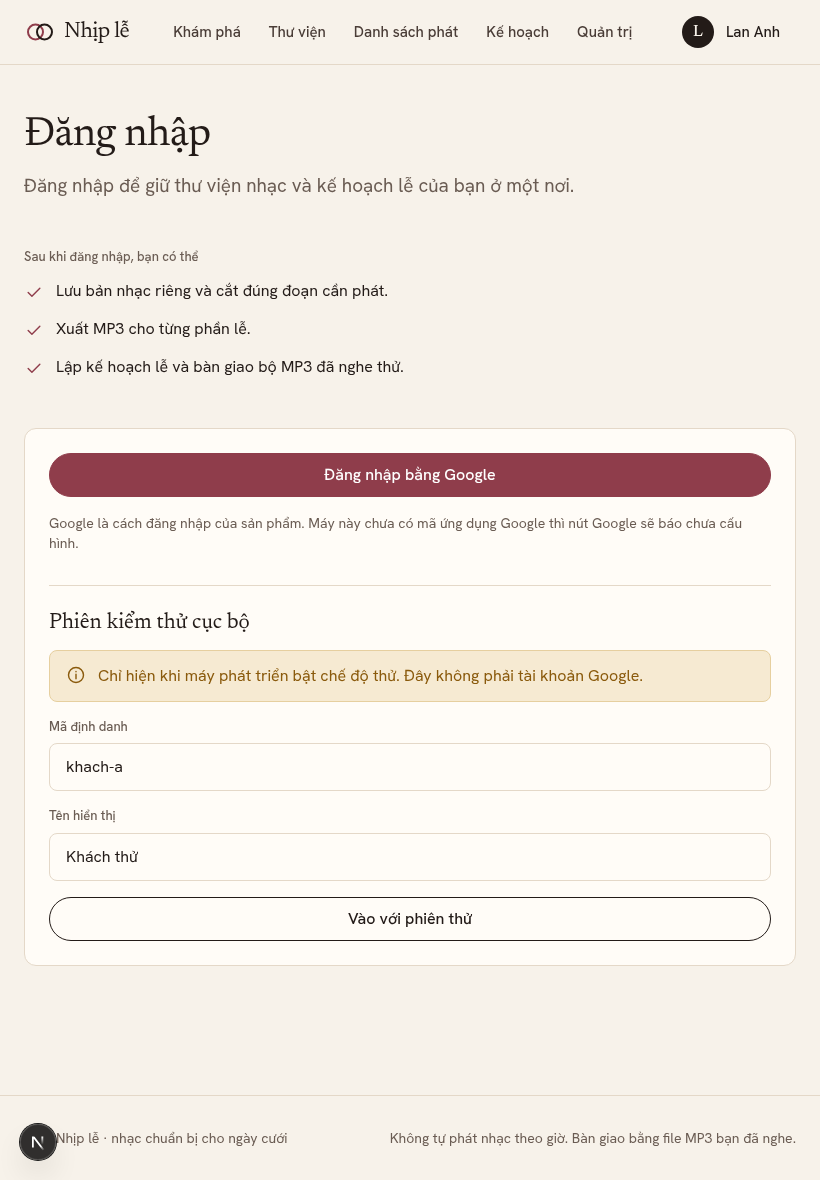 Nhịp lễ
Khám phá
Thư viện
Danh sách phát
Kế hoạch
Quản trị
L
Lan Anh
Đăng nhập
Đăng nhập để giữ thư viện nhạc và kế hoạch lễ của bạn ở một nơi.
Sau khi đăng nhập, bạn có thể
Lưu bản nhạc riêng và cắt đúng đoạn cần phát.
Xuất MP3 cho từng phần lễ.
Lập kế hoạch lễ và bàn giao bộ MP3 đã nghe thử.
Đăng nhập bằng Google
Google là cách đăng nhập của sản phẩm. Máy này chưa có mã ứng dụng Google thì nút Google sẽ báo chưa cấu
hình.
Phiên kiểm thử cục bộ
Chỉ hiện khi máy phát triển bật chế độ thử. Đây không phải tài khoản Google.
Mã định danh
khach-a
Tên hiển thị
Khách thử
Vào với phiên thử
N
Nhịp lễ · nhạc chuẩn bị cho ngày cưới
Không tự phát nhạc theo giờ. Bàn giao bằng file MP3 bạn đã nghe.